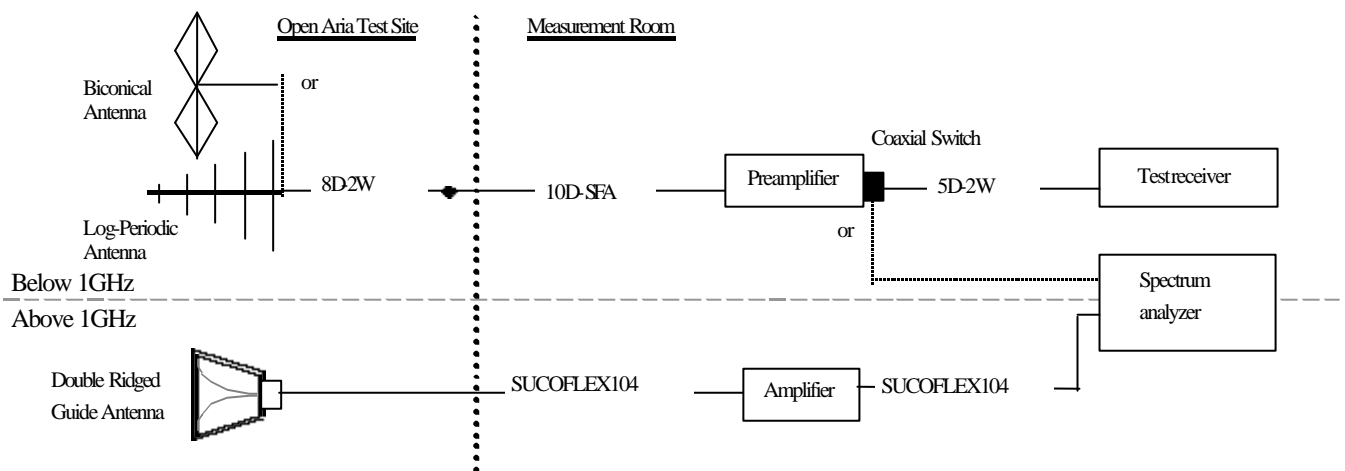 Open Aria Test Site
Measurement Room
Biconical
Antenna
or
8D-2W
10D-SFA
Preamplifier
Coaxial Switch
5D-2W
Testreceiver
Log-Periodic
Antenna
or
Below 1GHz
Above 1GHz
Spectrum
analyzer
Double Ridged
Guide Antenna
SUCOFLEX104
Amplifier
SUCOFLEX104